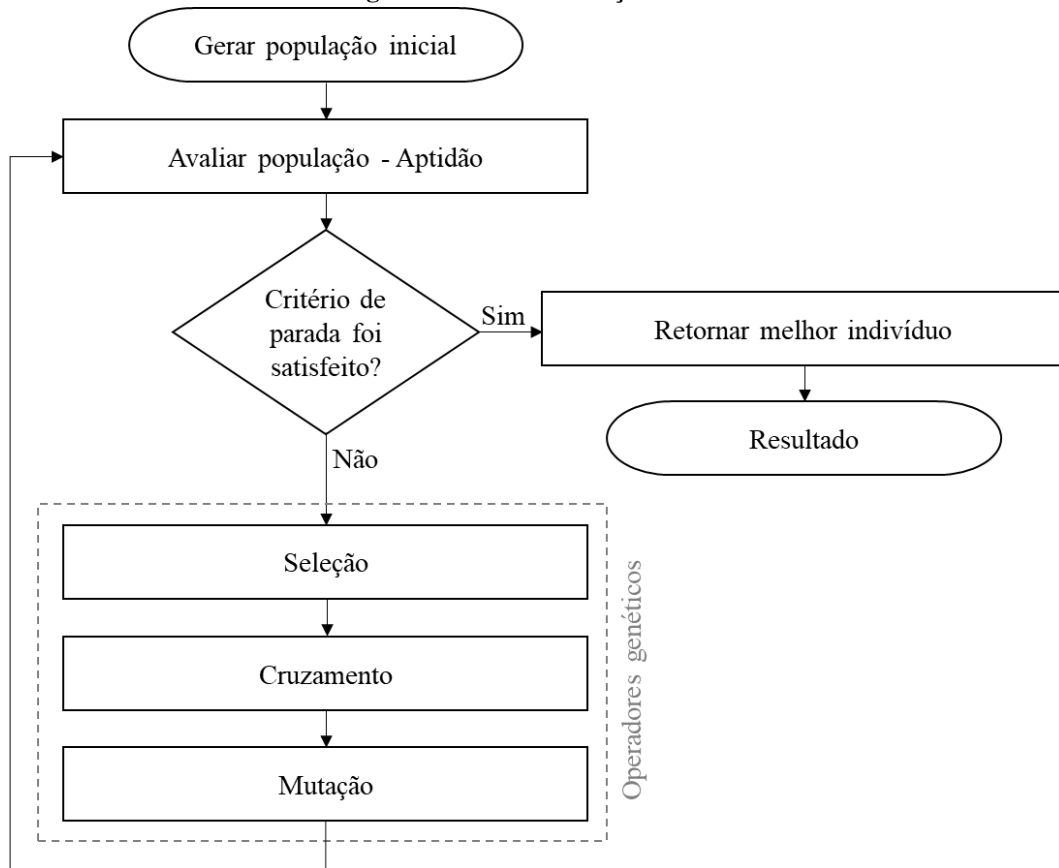 Gerar população inicial
Avaliar população - Aptidão
Critério de
parada foi
satisfeito?
Sim
Retornar melhor indivíduo
Resultado
Não
Seleção
Cruzamento
Mutação
Operadores genéticos